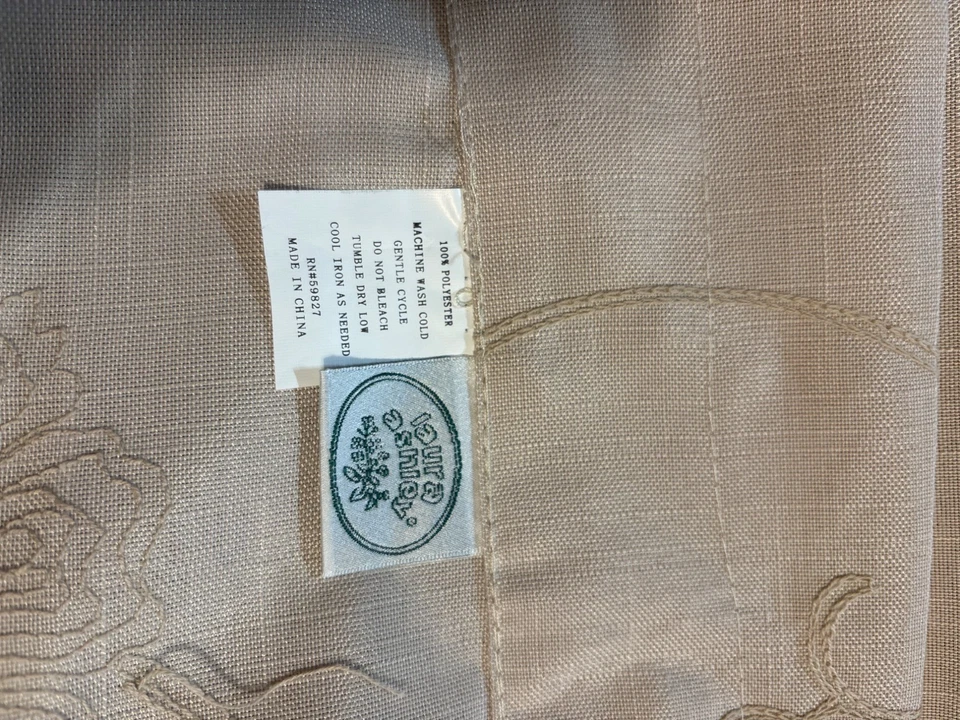 100% POLYESTER
MACHINE WASH COLD
GENTLE CYCLE
DO NOT BLEACH
TUMBLE DRY LOW
COOL IRON AS NEEDED
RN#59827
MADE IN CHINA
laura
ashley®